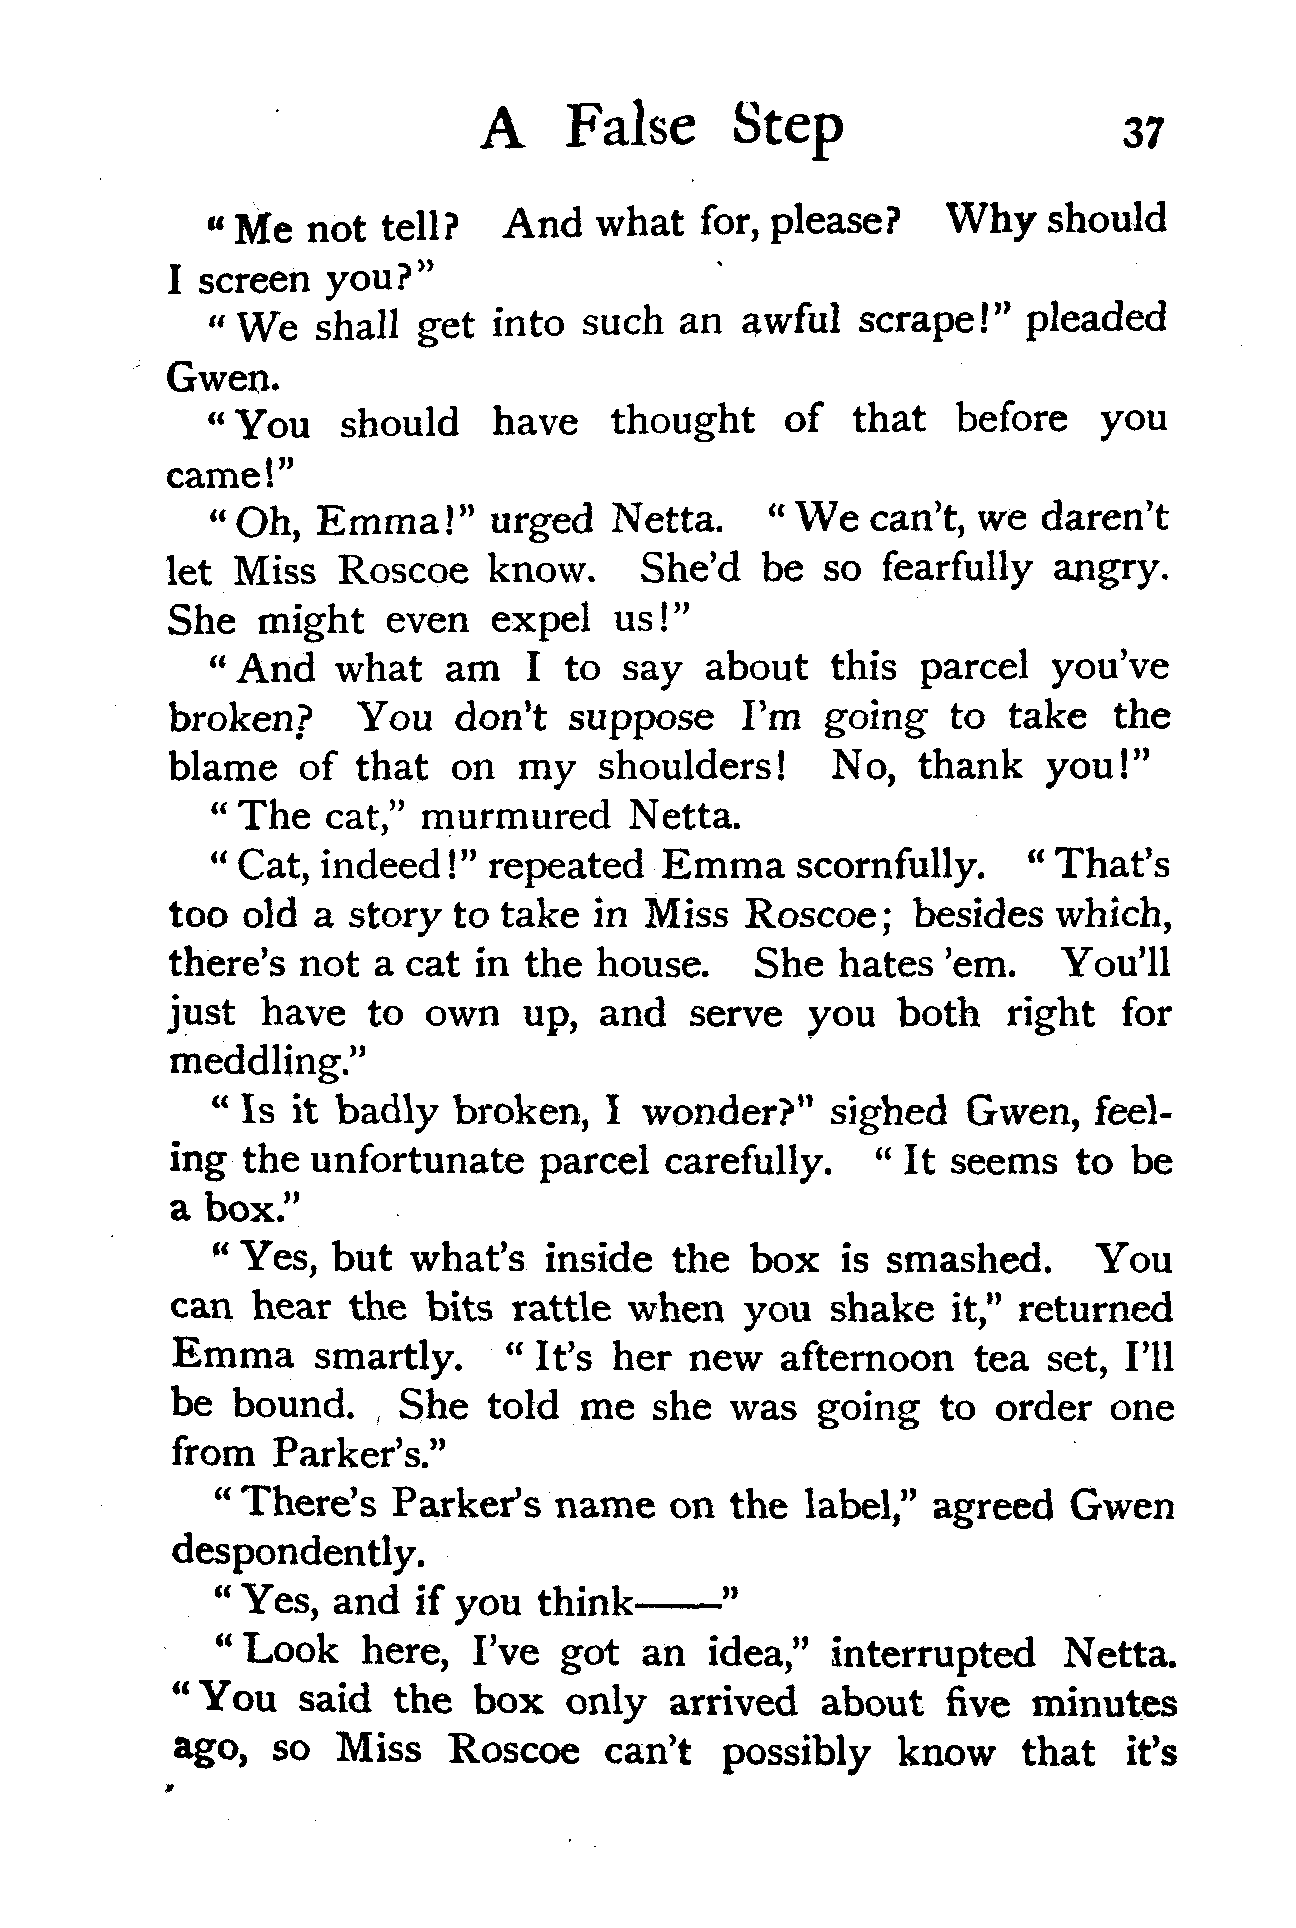 A False Step 37
“Me not tell? And what for, please? Why should
I screen you?”
“We shall get into such an awful scrape!” pleaded
Gwen.
“You should have thought of that before you
came!”
“Oh, Emma!” urged Netta. “We can't, we daren't
let Miss Roscoe know. She'd be so fearfully angry.
She might even expel us!”
“And what am I to say about this parcel you've
broken? You don't suppose I'm going to take the
blame of that on my shoulders! No, thank you!”
“The cat,” murmured Netta.
“Cat, indeed!” repeated Emma scornfully. “That's
too old a story to take in Miss Roscoe; besides which,
there's not a cat in the house. She hates 'em. You'll
just have to own up, and serve you both right for
meddling.”
“Is it badly broken, I wonder?” sighed Gwen, feel-
ing the unfortunate parcel carefully. “It seems to be
a box.”
“Yes, but what's inside the box is smashed. You
can hear the bits rattle when you shake it,” returned
Emma smartly. “It's her new afternoon tea set, I'll
be bound. She told me she was going to order one
from Parker's.”
“There's Parker's name on the label,” agreed Gwen
despondently.
“Yes, and if you think——”
“Look here, I've got an idea,” interrupted Netta.
“You said the box only arrived about five minutes
ago, so Miss Roscoe can't possibly know that it's